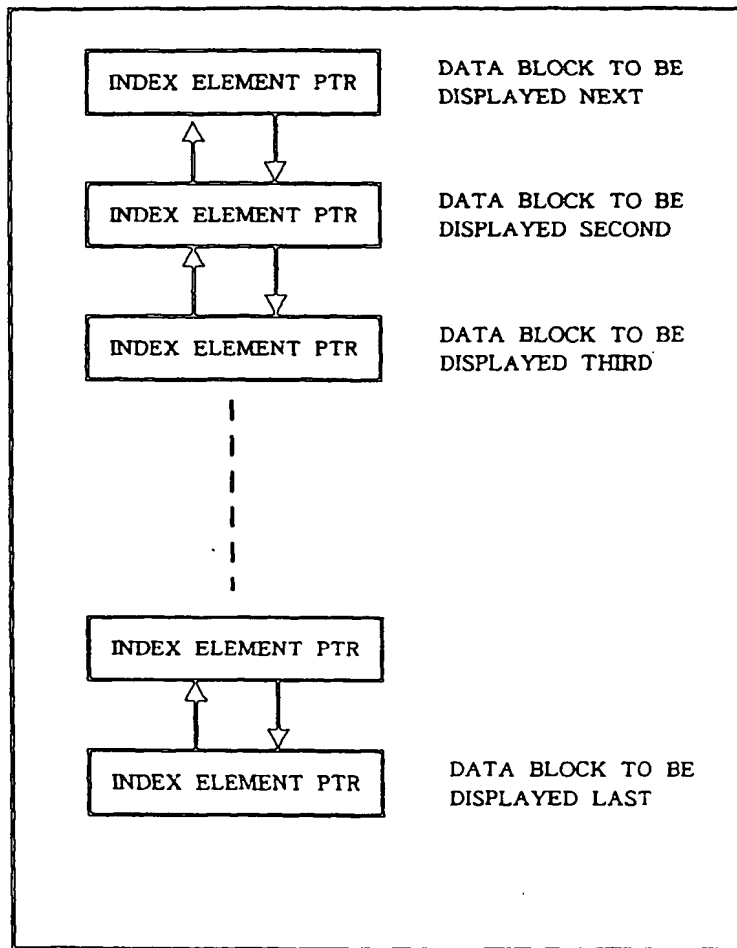 INDEX ELEMENT PTR
DATA BLOCK TO BE
DISPLAYED NEXT
INDEX ELEMENT PTR
DATA BLOCK TO BE
DISPLAYED SECOND
INDEX ELEMENT PTR
DATA BLOCK TO BE
DISPLAYED THIRD
INDEX ELEMENT PTR
INDEX ELEMENT PTR
DATA BLOCK TO BE
DISPLAYED LAST